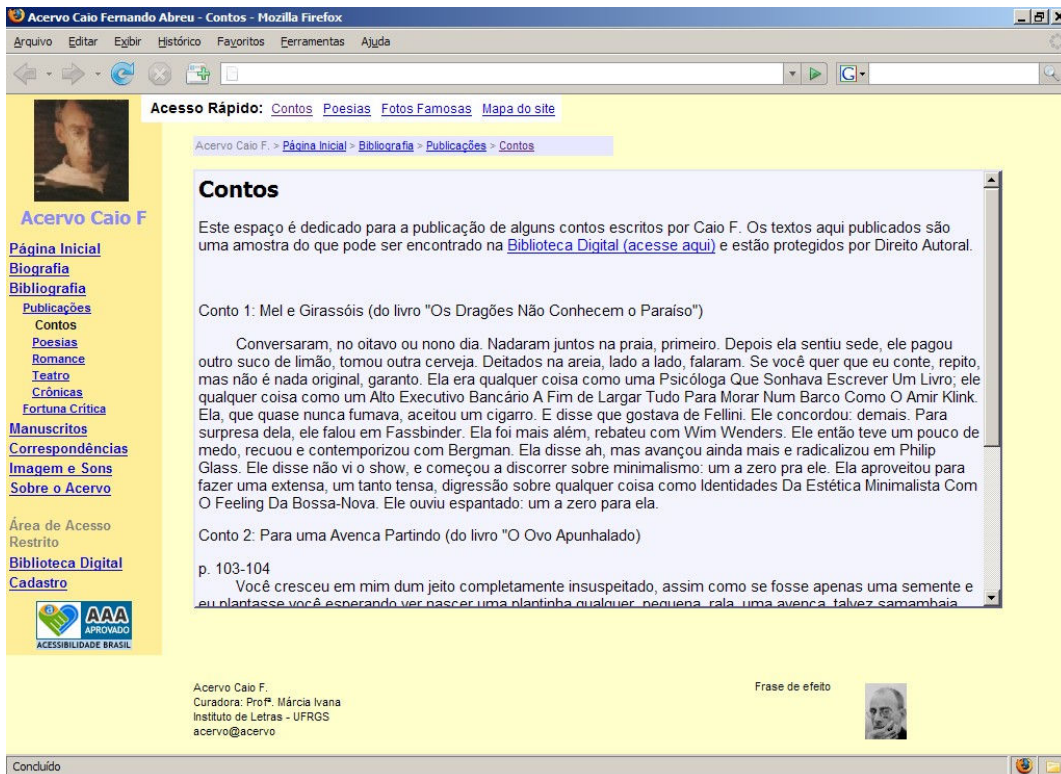 Acervo Caio Fernando Abreu - Contos - Mozilla Firefox
Arquivo Editar Exibir Histórico Favoritos Ferramentas Ajuda
G
Acesso Rápido: Contos Poesias Fotos Famosas Mapa do site
Acervo Caio F. > Página Inicial > Bibliografia > Publicações > Contos
Acervo Caio F
Página Inicial
Biografia
Bibliografia
Publicações
Contos
Poesias
Romance
Teatro
Crônicas
Fortuna Crítica
Manuscritos
Correspondências
Imagem e Sons
Sobre o Acervo
Área de Acesso
Restrito
Biblioteca Digital
Cadastro
AAA
APROVADO
ACESSIBILIDADE BRASIL
Contos
Este espaço é dedicado para a publicação de alguns contos escritos por Caio F. Os textos aqui publicados são
uma amostra do que pode ser encontrado na Biblioteca Digital (acesse aqui) e estão protegidos por Direito Autoral.
Conto 1: Mel e Girassóis (do livro "Os Dragões Não Conhecem o Paraíso")
Conversaram, no oitavo ou nono dia. Nadaram juntos na praia, primeiro. Depois ela sentiu sede, ele pagou
outro suco de limão, tomou outra cerveja. Deitados na areia, lado a lado, falaram. Se você quer que eu conte, repito,
mas não é nada original, garanto. Ela era qualquer coisa como uma Psicóloga Que Sonhava Escrever Um Livro; ele
qualquer coisa como um Alto Executivo Bancário A Fim de Largar Tudo Para Morar Num Barco Como O Amir Klink.
Ela, que quase nunca fumava, aceitou um cigarro. E disse que gostava de Fellini. Ele concordou: demais. Para
surpresa dela, ele falou em Fassbinder. Ela foi mais além, rebateu com Wim Wenders. Ele então teve um pouco de
medo, recuou e contemporizou com Bergman. Ela disse ah, mas avançou ainda mais e radicalizou em Philip
Glass. Ele disse não vi o show, e começou a discorrer sobre minimalismo: um a zero pra ele. Ela aproveitou para
fazer uma extensa, um tanto tensa, digressão sobre qualquer coisa como Identidades Da Estética Minimalista Com
O Feeling Da Bossa-Nova. Ele ouviu espantado: um a zero para ela.
Conto 2: Para uma Avenca Partindo (do livro "O Ovo Apunhalado)
p. 103-104
Você cresceu em mim dum jeito completamente insuspeitado, assim como se fosse apenas uma semente e
eu plantasse você esperando ver nascer uma plantinha qualquer, pequena, rala, uma avenca, talvez samambaia
Acervo Caio F.
Curadora: Profª. Márcia Ivana
Instituto de Letras - UFRGS
acervo@acervo
Frase de efeito
Concluído